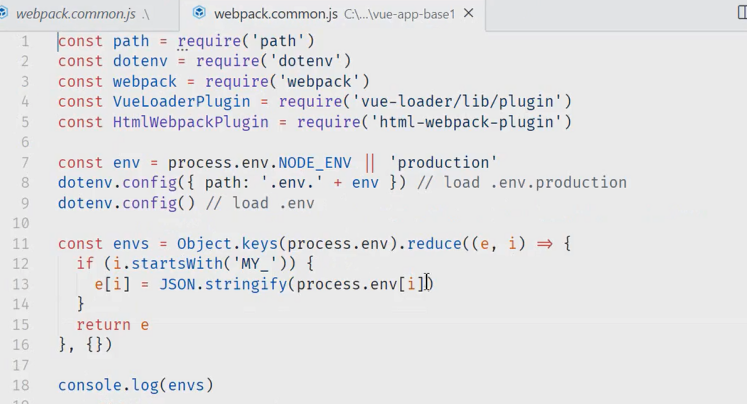 webpack.common.js .\
webpack.common.js C:\...\vue-app-base1
1 const path = require('path')
2 const dotenv = require('dotenv')
3 const webpack = require('webpack')
4 const VueLoaderPlugin = require('vue-loader/lib/plugin')
5 const HtmlWebpackPlugin = require('html-webpack-plugin')
6
7 const env = process.env.NODE_ENV || 'production'
8 dotenv.config({ path: '.env.' + env }) // load .env.production
9 dotenv.config() // load .env
10
11 const envs = Object.keys(process.env).reduce((e, i) => {
12 if (i.startsWith('MY_')) {
13 e[i] = JSON.stringify(process.env[i])
14 }
15 return e
16 }, {})
17
18 console.log(envs)